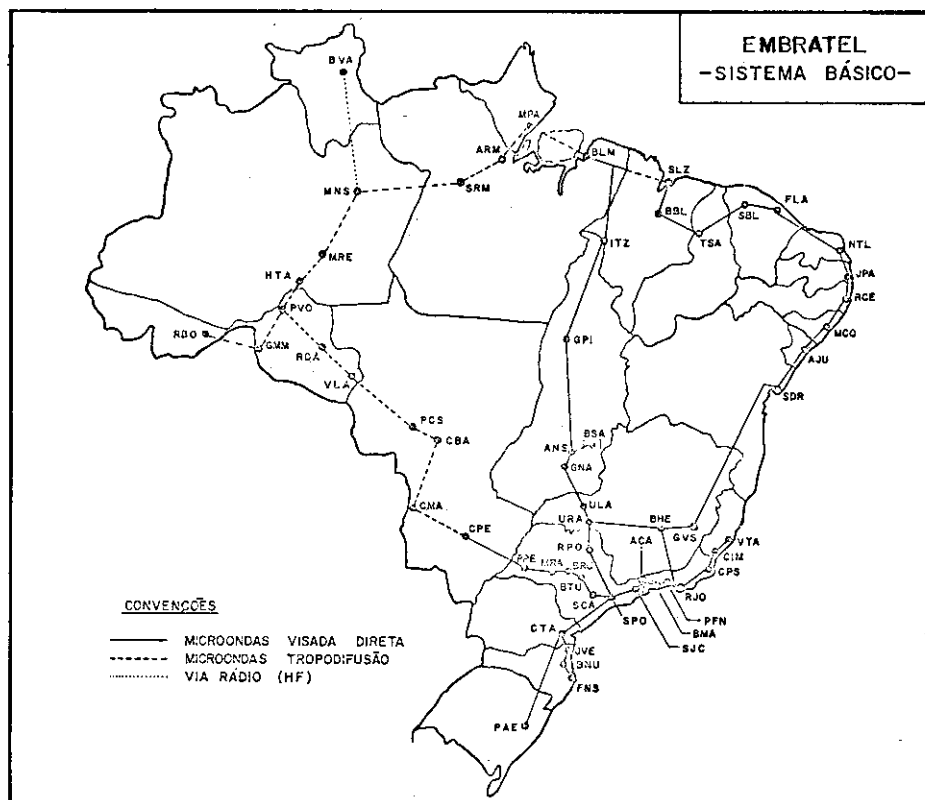 EMBRATEL
-SISTEMA BÁSICO-
BVA
MPA
ARM
BLM
SLZ
MNS
SRM
BBL
SBL
FLA
TSA
ITZ
NTL
MRE
JPA
HTA
RCE
PVO
MCO
RBO
GMM
GPI
AJU
VLA
SDR
PCS
CBA
ANS
BSA
GNA
CMA
ULA
URA
BHE
CPE
ACA
GVS
VTA
RPO
CIM
PPE
CPS
BTU
SCA
RJO
CONVENÇÕES
SPO
PFN
CTA
BMA
MICROONDAS VISADA DIRETA
JVE
SJC
MICROONDAS TROPODIFUSÃO
BNU
VIA RÁDIO (HF)
FNS
PAE